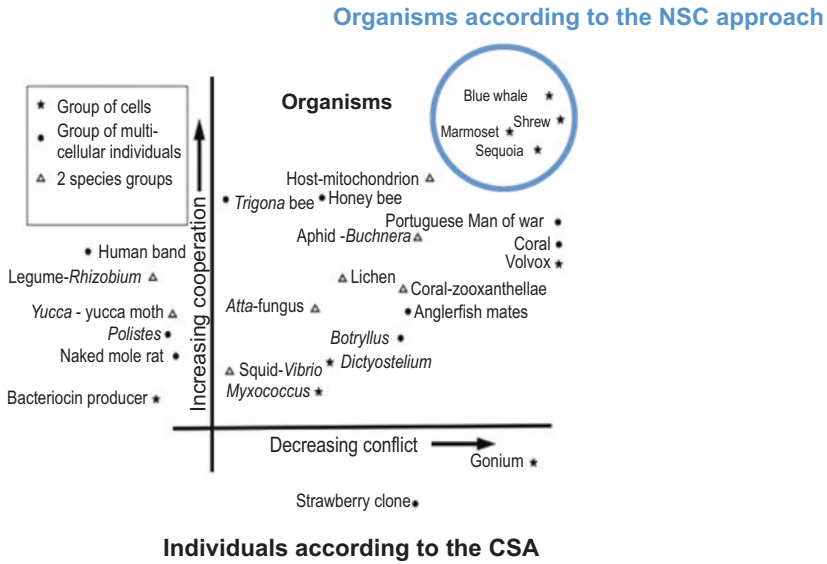 Organisms according to the NSC approach
Group of cells
Group of multi-
cellular individuals
2 species groups
Organisms
Blue whale
Shrew
Marmoset
Sequoia
Host-mitochondrion
Trigona bee
Honey bee
Portuguese Man of war
Aphid -Buchnera
Coral
Volvox
Human band
Legume-Rhizobium
Lichen
Coral-zooxanthellae
Yucca - yucca moth
Atta-fungus
Anglerfish mates
Polistes
Botryllus
Naked mole rat
Squid-Vibrio
Dictyostelium
Myxococcus
Bacteriocin producer
Increasing cooperation
Decreasing conflict
Gonium
Strawberry clone
Individuals according to the CSA